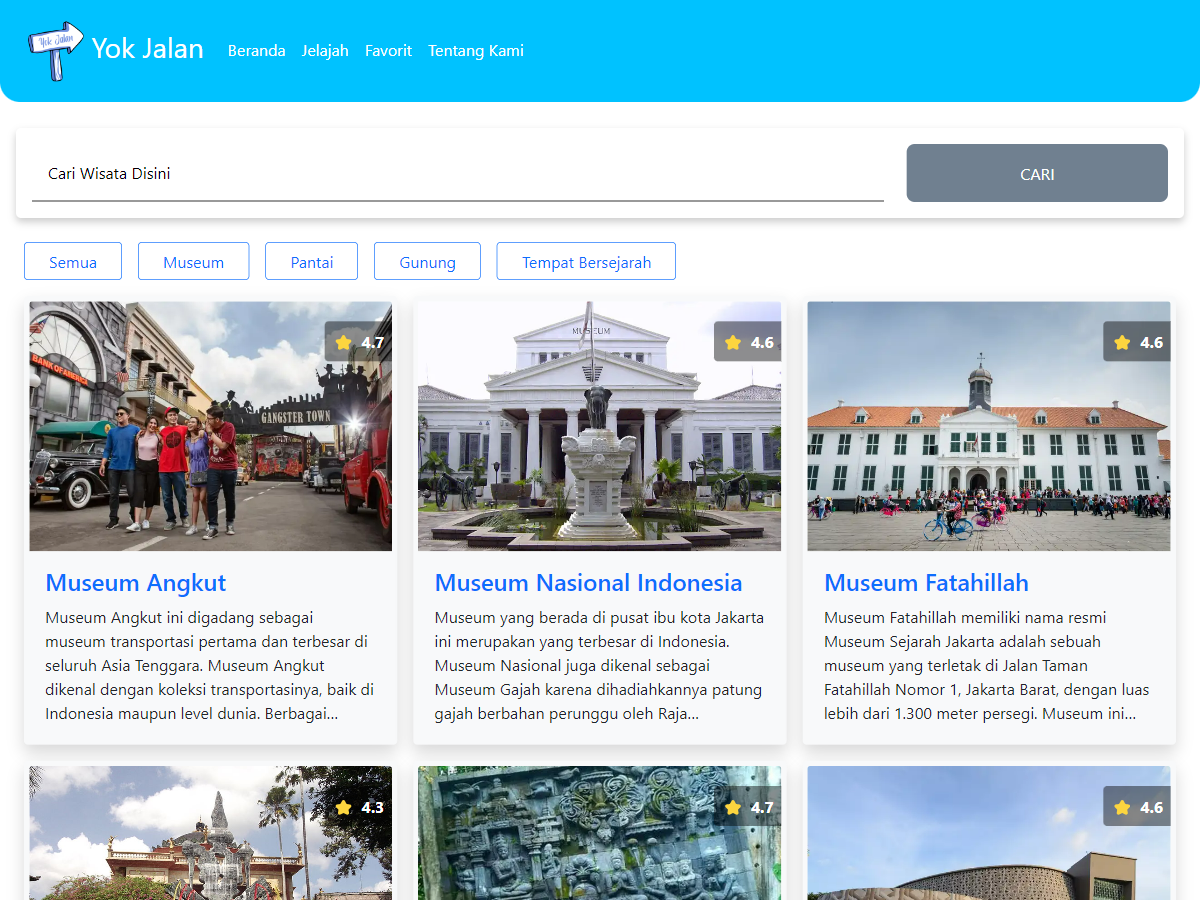 Yok Jalan
Yok Jalan
Beranda
Jelajah
Favorit
Tentang Kami
Cari Wisata Disini
CARI
Semua
Museum
Pantai
Gunung
Tempat Bersejarah
BANK OF AMERICA
GANGSTER TOWN
4.7
Museum Angkut
Museum Angkut ini digadang sebagai
museum transportasi pertama dan terbesar di
seluruh Asia Tenggara. Museum Angkut
dikenal dengan koleksi transportasinya, baik di
Indonesia maupun level dunia. Berbagai...
MUSEUM
4.6
Museum Nasional Indonesia
Museum yang berada di pusat ibu kota Jakarta
ini merupakan yang terbesar di Indonesia.
Museum Nasional juga dikenal sebagai
Museum Gajah karena dihadiahkannya patung
gajah berbahan perunggu oleh Raja...
4.6
Museum Fatahillah
Museum Fatahillah memiliki nama resmi
Museum Sejarah Jakarta adalah sebuah
museum yang terletak di Jalan Taman
Fatahillah Nomor 1, Jakarta Barat, dengan luas
lebih dari 1.300 meter persegi. Museum ini...
4.3
4.7
4.6